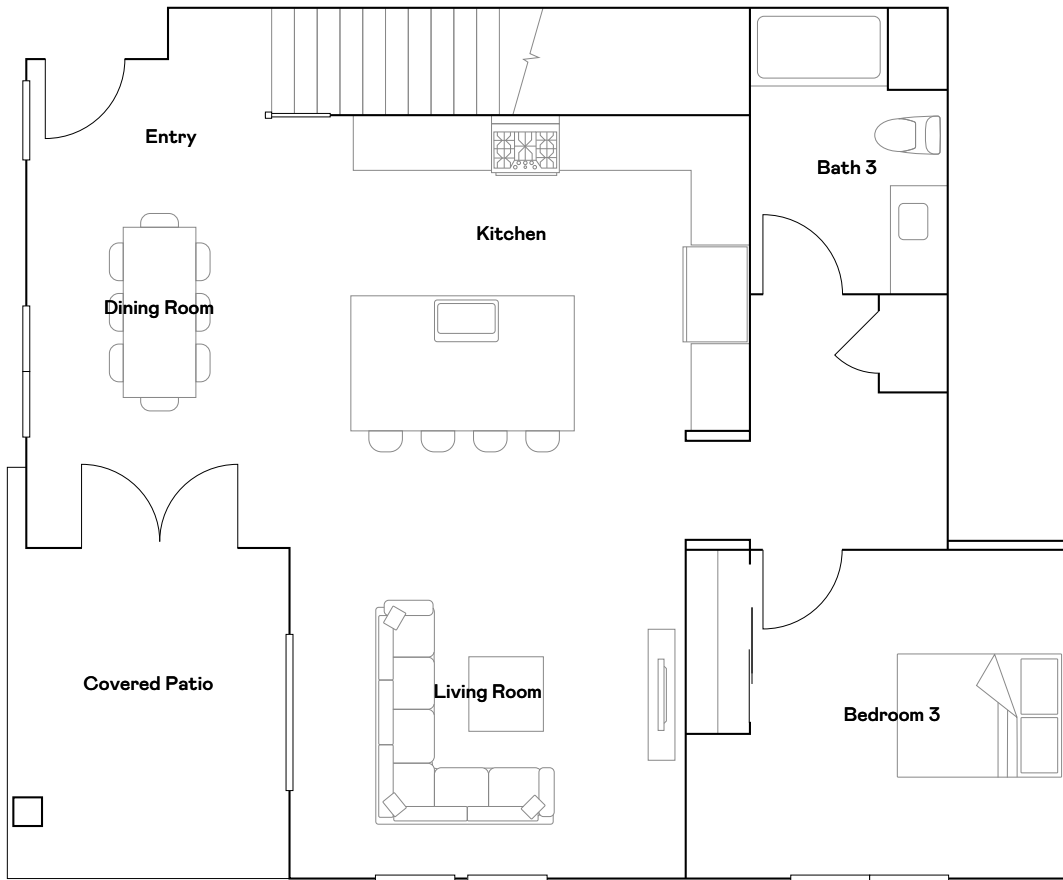 Entry
Bath 3
Kitchen
Dining Room
Covered Patio
Living Room
Bedroom 3